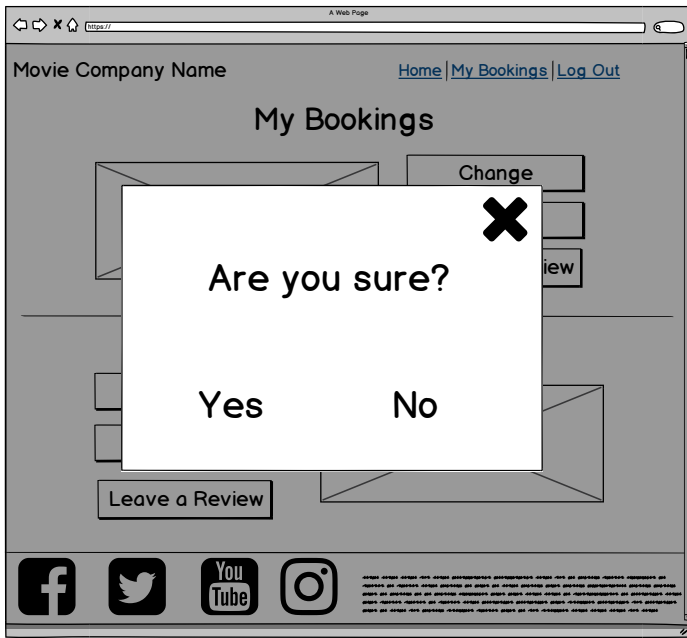 A Web Page
https://
Movie Company Name
Home My Bookings Log Out
My Bookings
Change
iew
Are you sure?
Yes No
Leave a Review
You
Tube